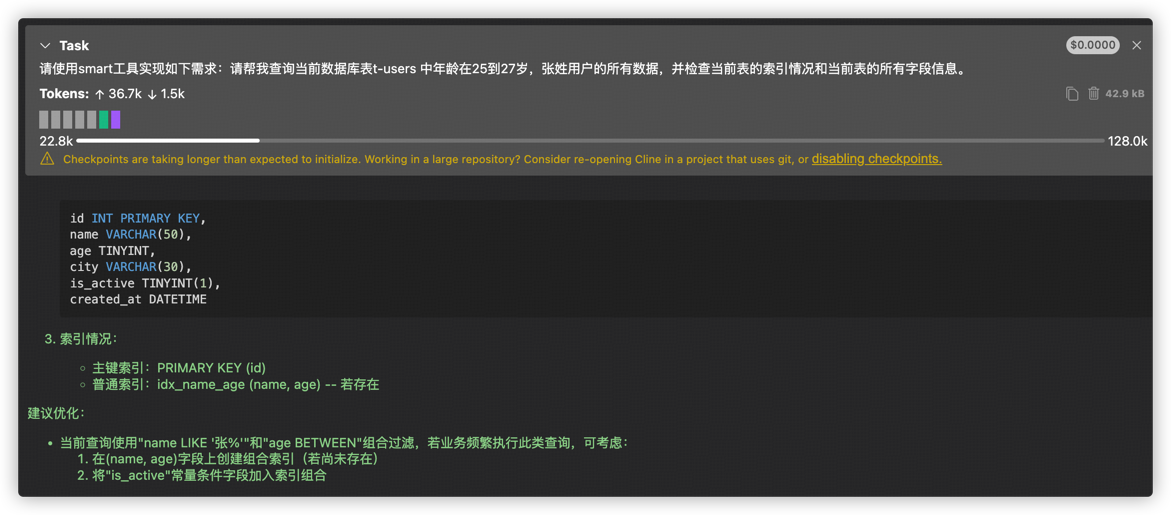 Task
$0.0000
请使用smart工具实现如下需求：请帮我查询当前数据库表t-users 中年龄在25到27岁，张姓用户的所有数据，并检查当前表的索引情况和当前表的所有字段信息。
Tokens: ↑ 36.7k ↓ 1.5k
42.9 kB
22.8k
128.0k
Checkpoints are taking longer than expected to initialize. Working in a large repository? Consider re-opening Cline in a project that uses git, or disabling checkpoints.
id INT PRIMARY KEY,
name VARCHAR(50),
age TINYINT,
city VARCHAR(30),
is_active TINYINT(1),
created_at DATETIME
3. 索引情况：
○ 主键索引：PRIMARY KEY (id)
○ 普通索引：idx_name_age (name, age) -- 若存在
建议优化：
• 当前查询使用"name LIKE '张%'"和"age BETWEEN"组合过滤，若业务频繁执行此类查询，可考虑：
1. 在(name, age)字段上创建组合索引（若尚未存在）
2. 将"is_active"常量条件字段加入索引组合